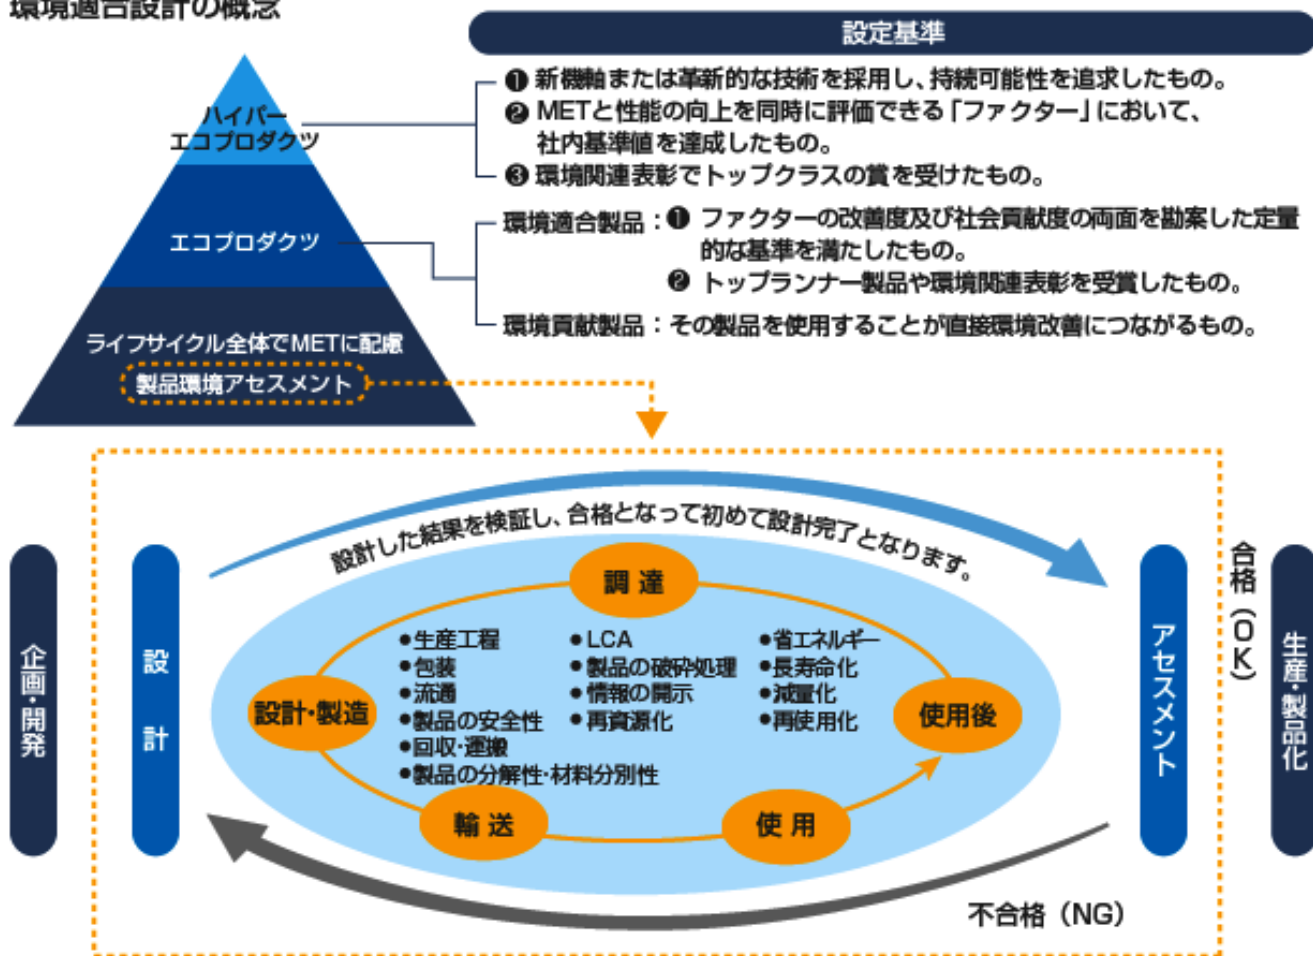 環境適合設計の概念
設定基準
ハイパー
エコプロダクツ
❶ 新機軸または革新的な技術を採用し、持続可能性を追求したもの。
❷ METと性能の向上を同時に評価できる「ファクター」において、
社内基準値を達成したもの。
❸ 環境関連表彰でトップクラスの賞を受けたもの。
エコプロダクツ
環境適合製品：❶ ファクターの改善度及び社会貢献度の両面を勘案した定量
的な基準を満たしたもの。
❷ トップランナー製品や環境関連表彰を受賞したもの。
環境貢献製品：その製品を使用することが直接環境改善につながるもの。
ライフサイクル全体でMETに配慮
製品環境アセスメント
設計した結果を検証し、合格となって初めて設計完了となります。
企画・開発
設計
調達
設計・製造
●生産工程
●包装
●流通
●製品の安全性
●回収・運搬
●製品の分解性・材料分別性
●LCA
●製品の破砕処理
●情報の開示
●再資源化
●省エネルギー
●長寿命化
●減量化
●再使用化
使用後
輸送
使用
アセスメント
合格（OK）
生産・製品化
不合格（NG）